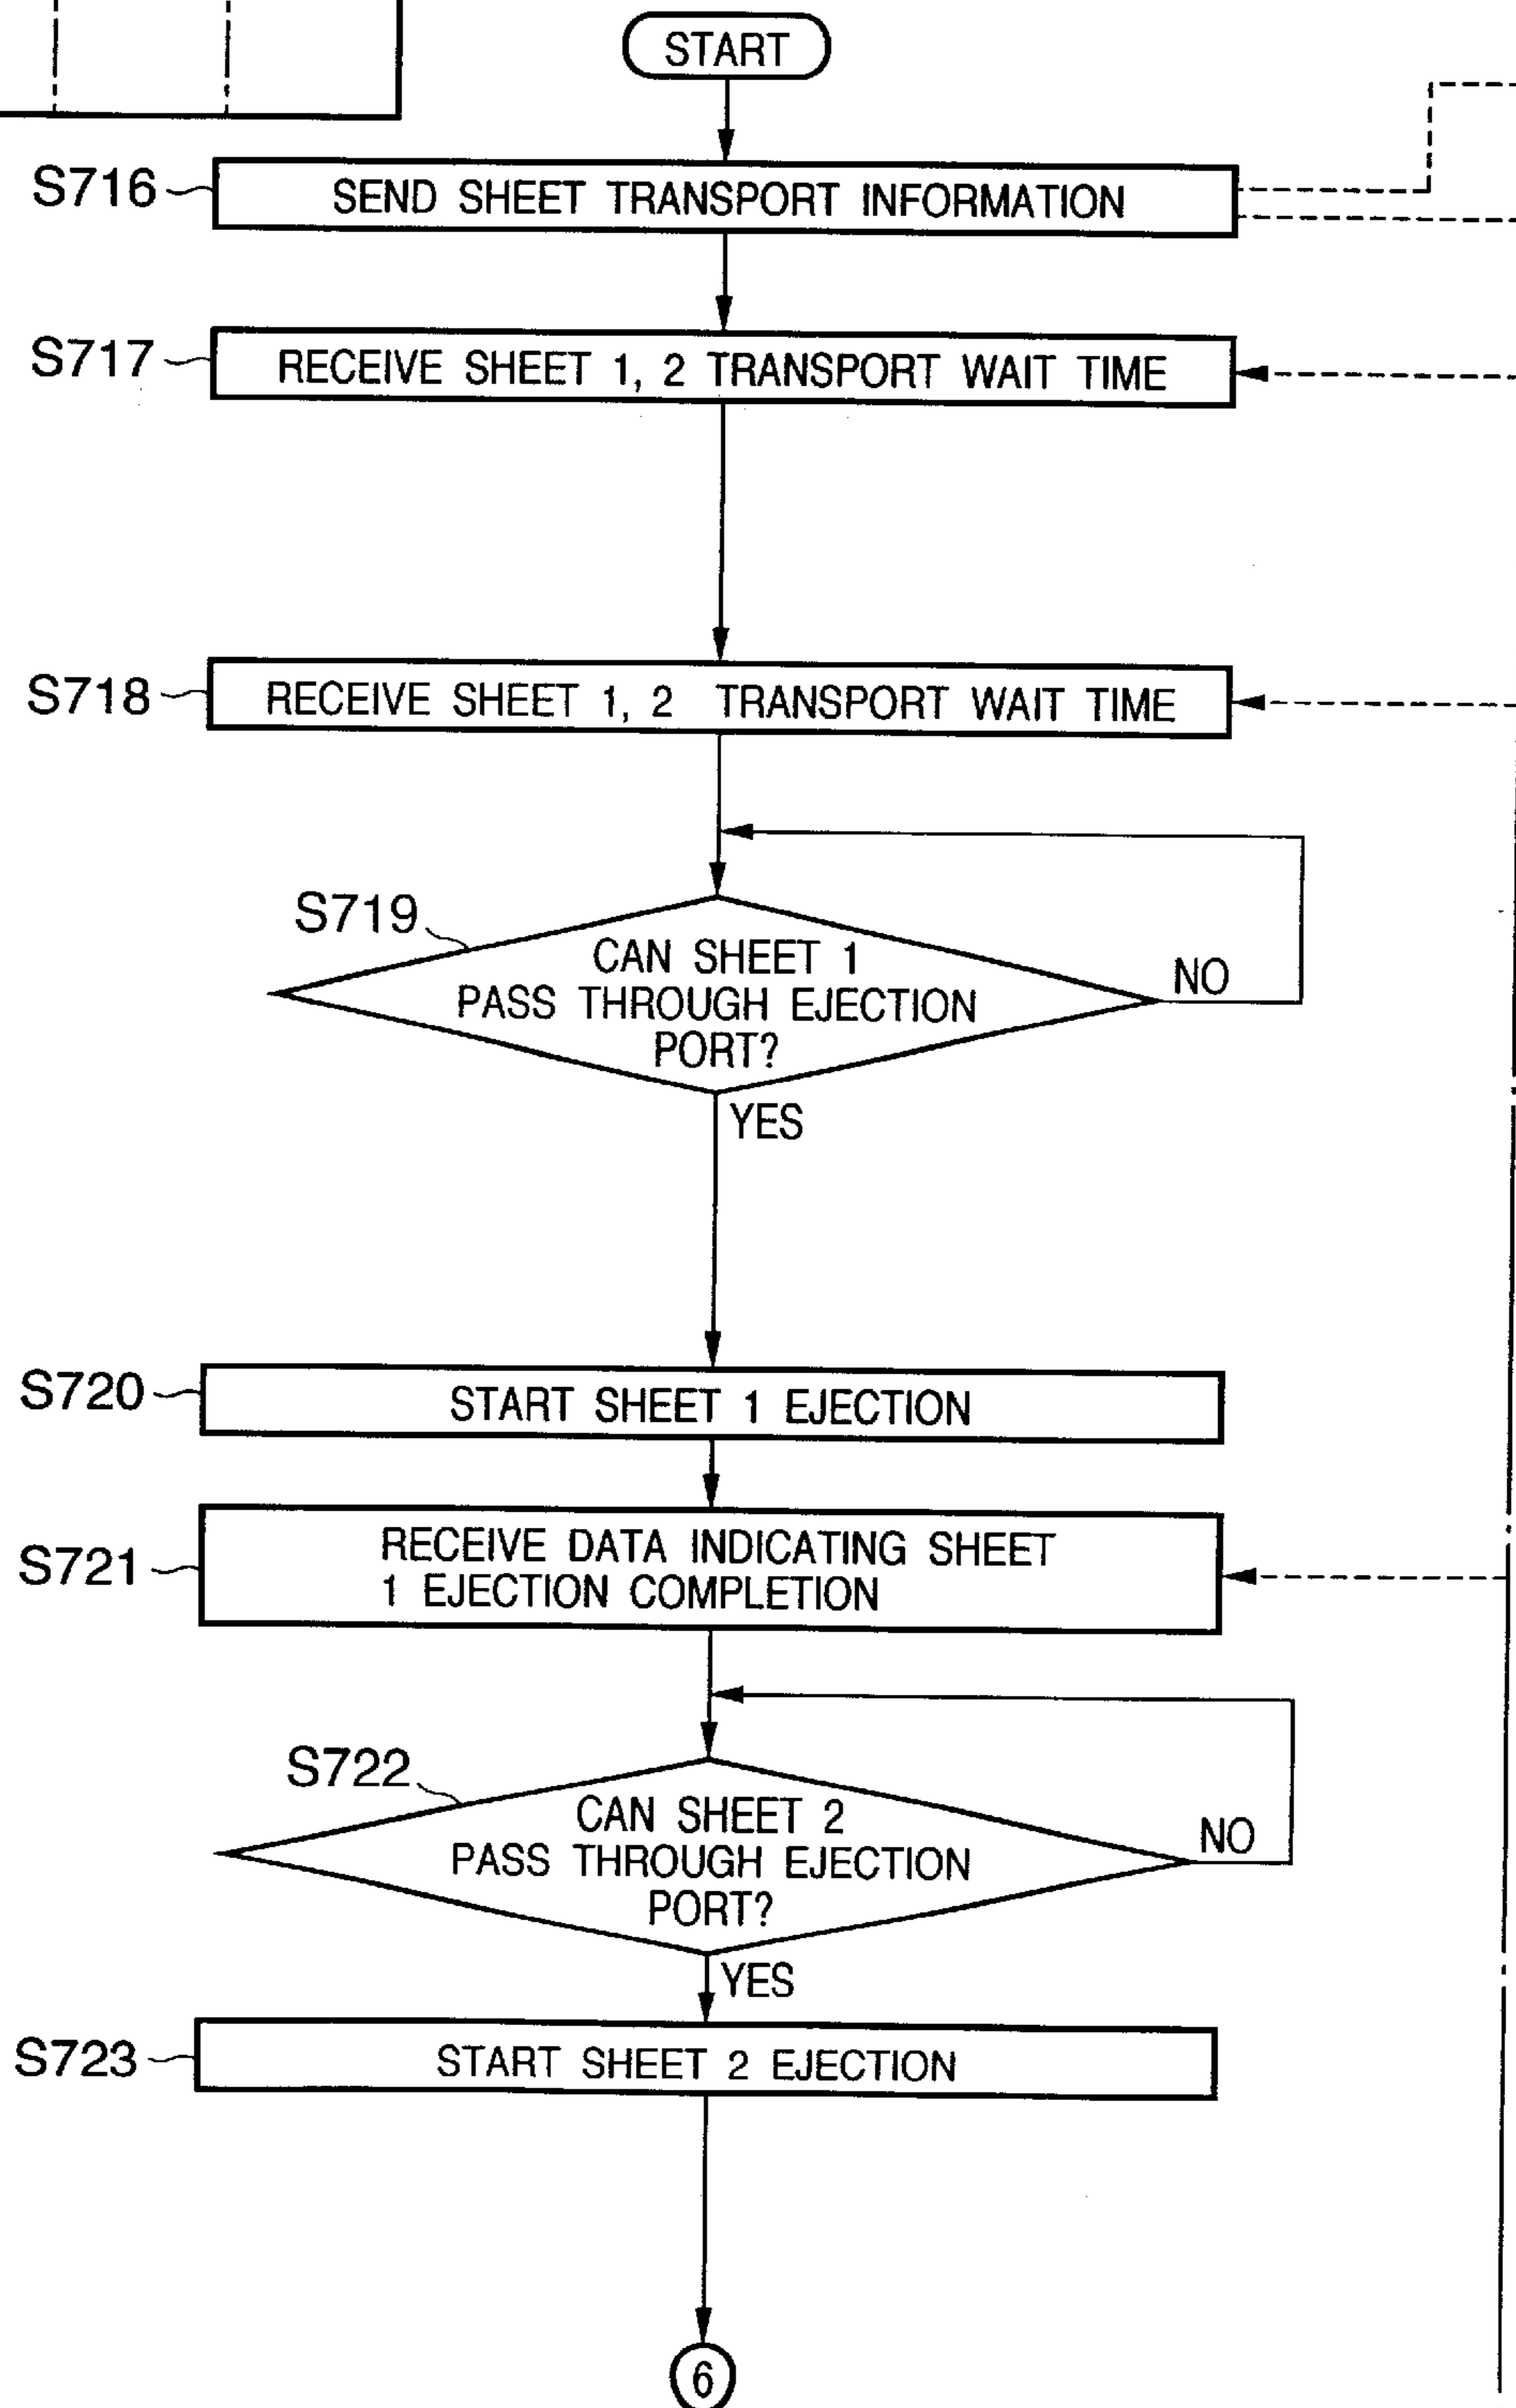 START
S716
SEND SHEET TRANSPORT INFORMATION
S717
RECEIVE SHEET 1, 2 TRANSPORT WAIT TIME
S718
RECEIVE SHEET 1, 2 TRANSPORT WAIT TIME
S719
CAN SHEET 1
PASS THROUGH EJECTION
PORT?
NO
YES
S720
START SHEET 1 EJECTION
S721
RECEIVE DATA INDICATING SHEET
1 EJECTION COMPLETION
S722
CAN SHEET 2
PASS THROUGH EJECTION
PORT?
NO
YES
S723
START SHEET 2 EJECTION
6